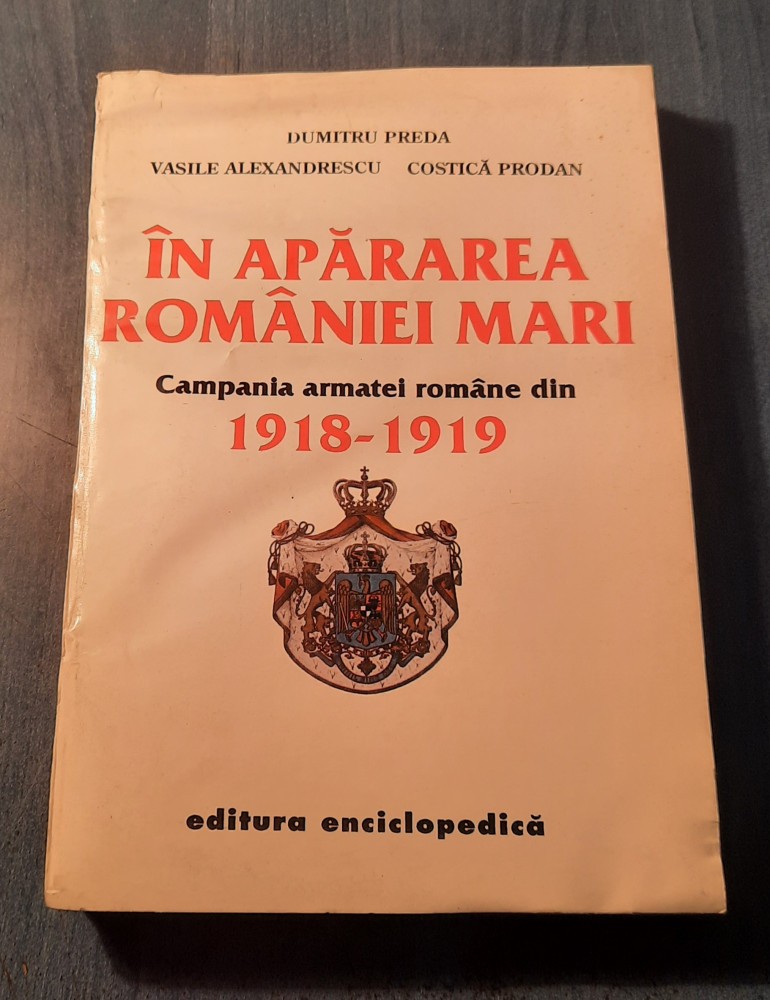 DUMITRU PREDA
VASILE ALEXANDRESCU COSTICĂ PRODAN
ÎN APĂRAREA
ROMÂNIEI MARI
Campania armatei române din
1918-1919
editura enciclopedică